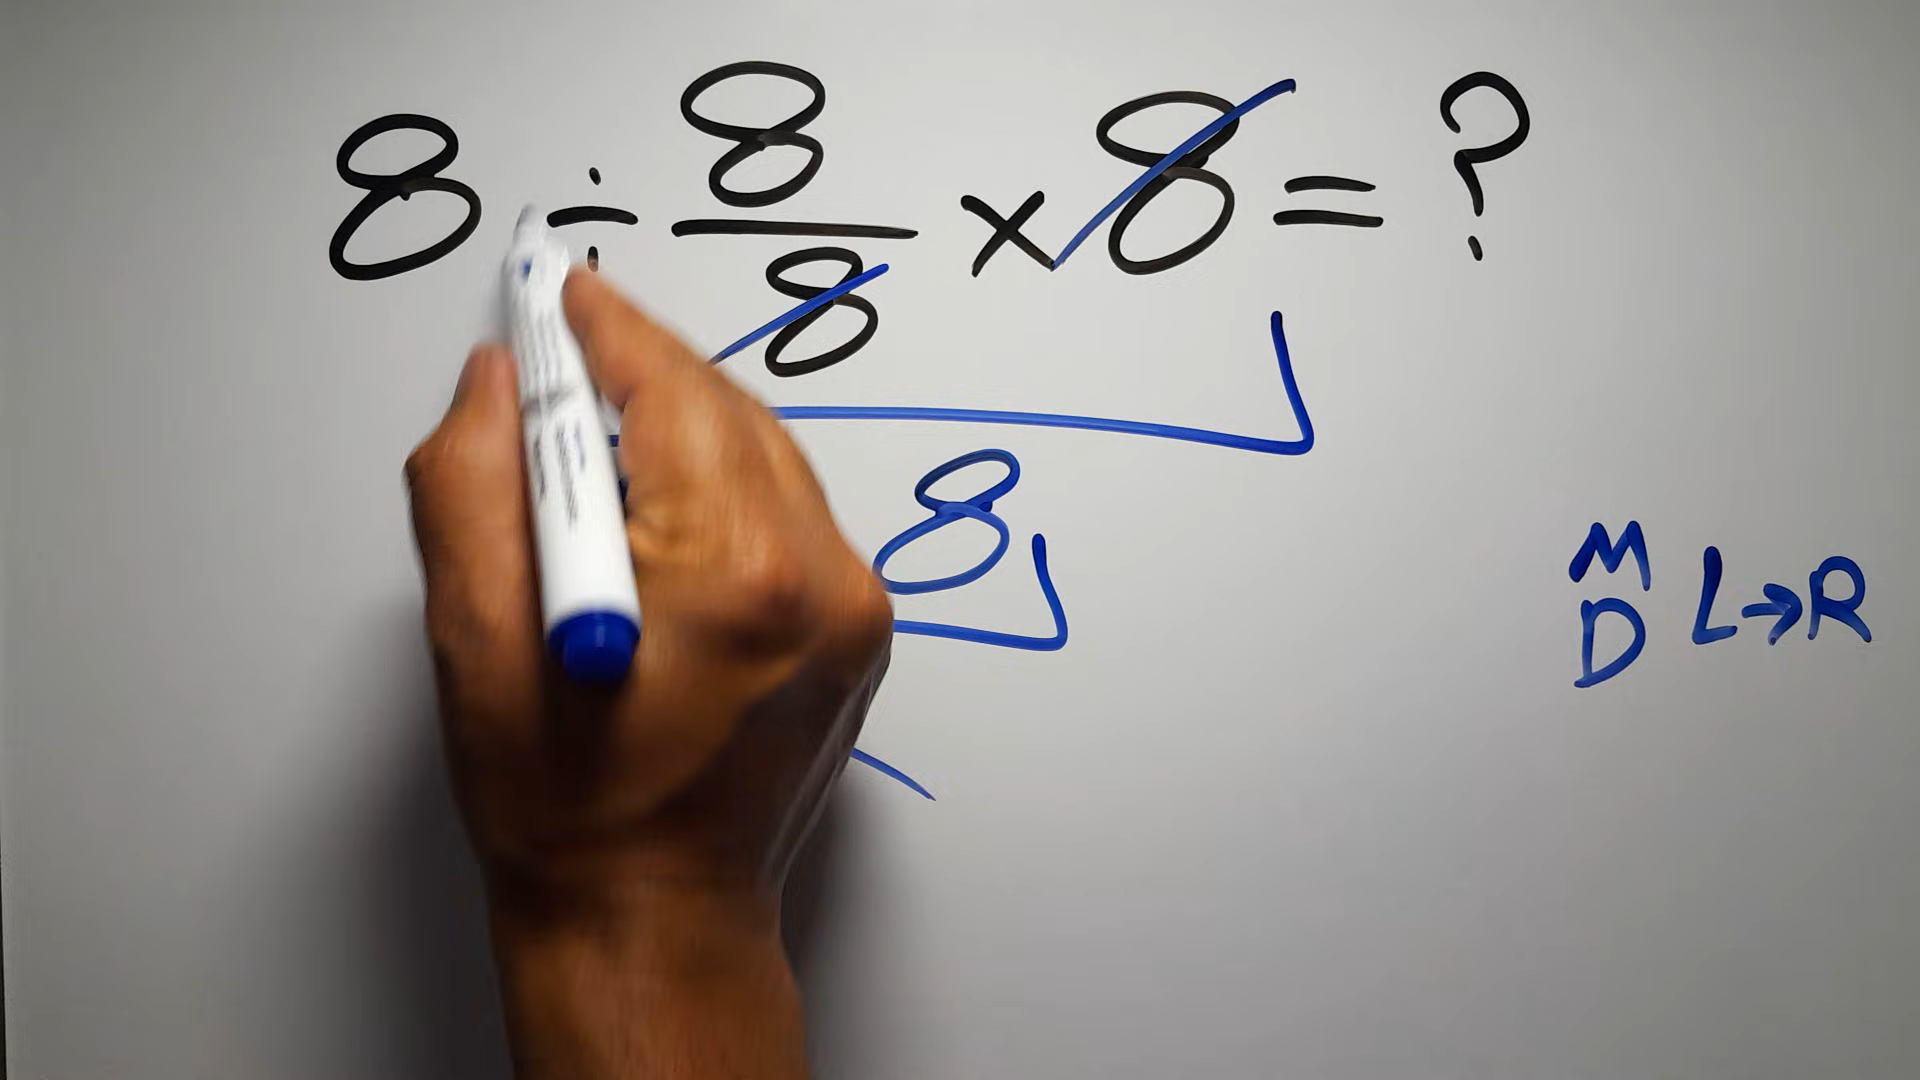 8 ÷ 8/8 × 8 = ?
8
M
D L→R